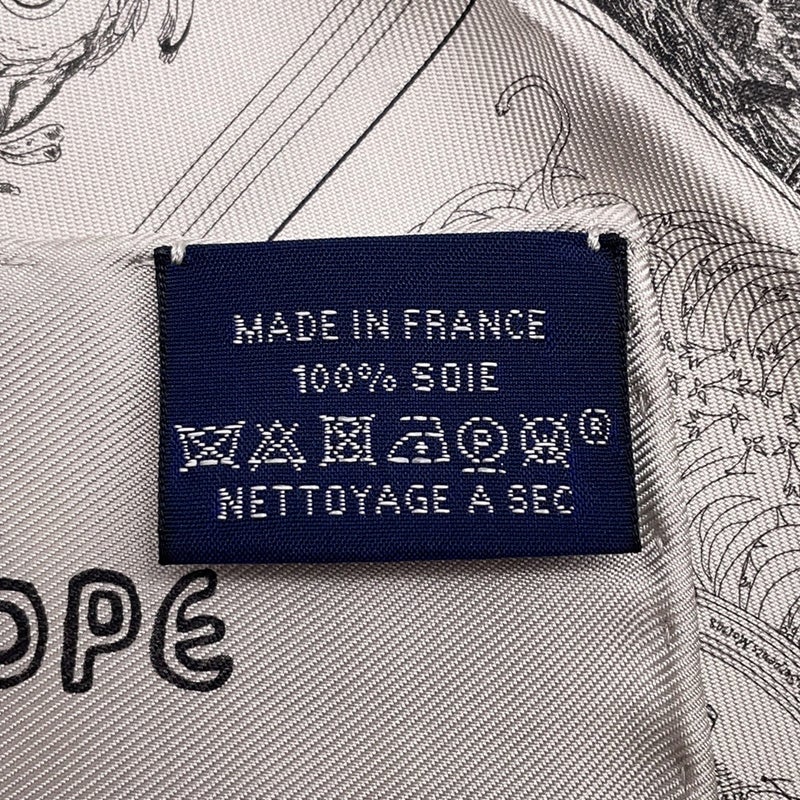 MADE IN FRANCE
100% SOIE
P W ®
NETTOYAGE A SEC
OPE